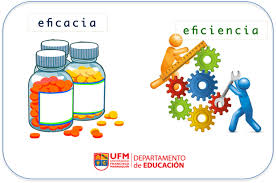 eficacia
eficiencia
UFM
DEPARTAMENTO
de EDUCACIÓN